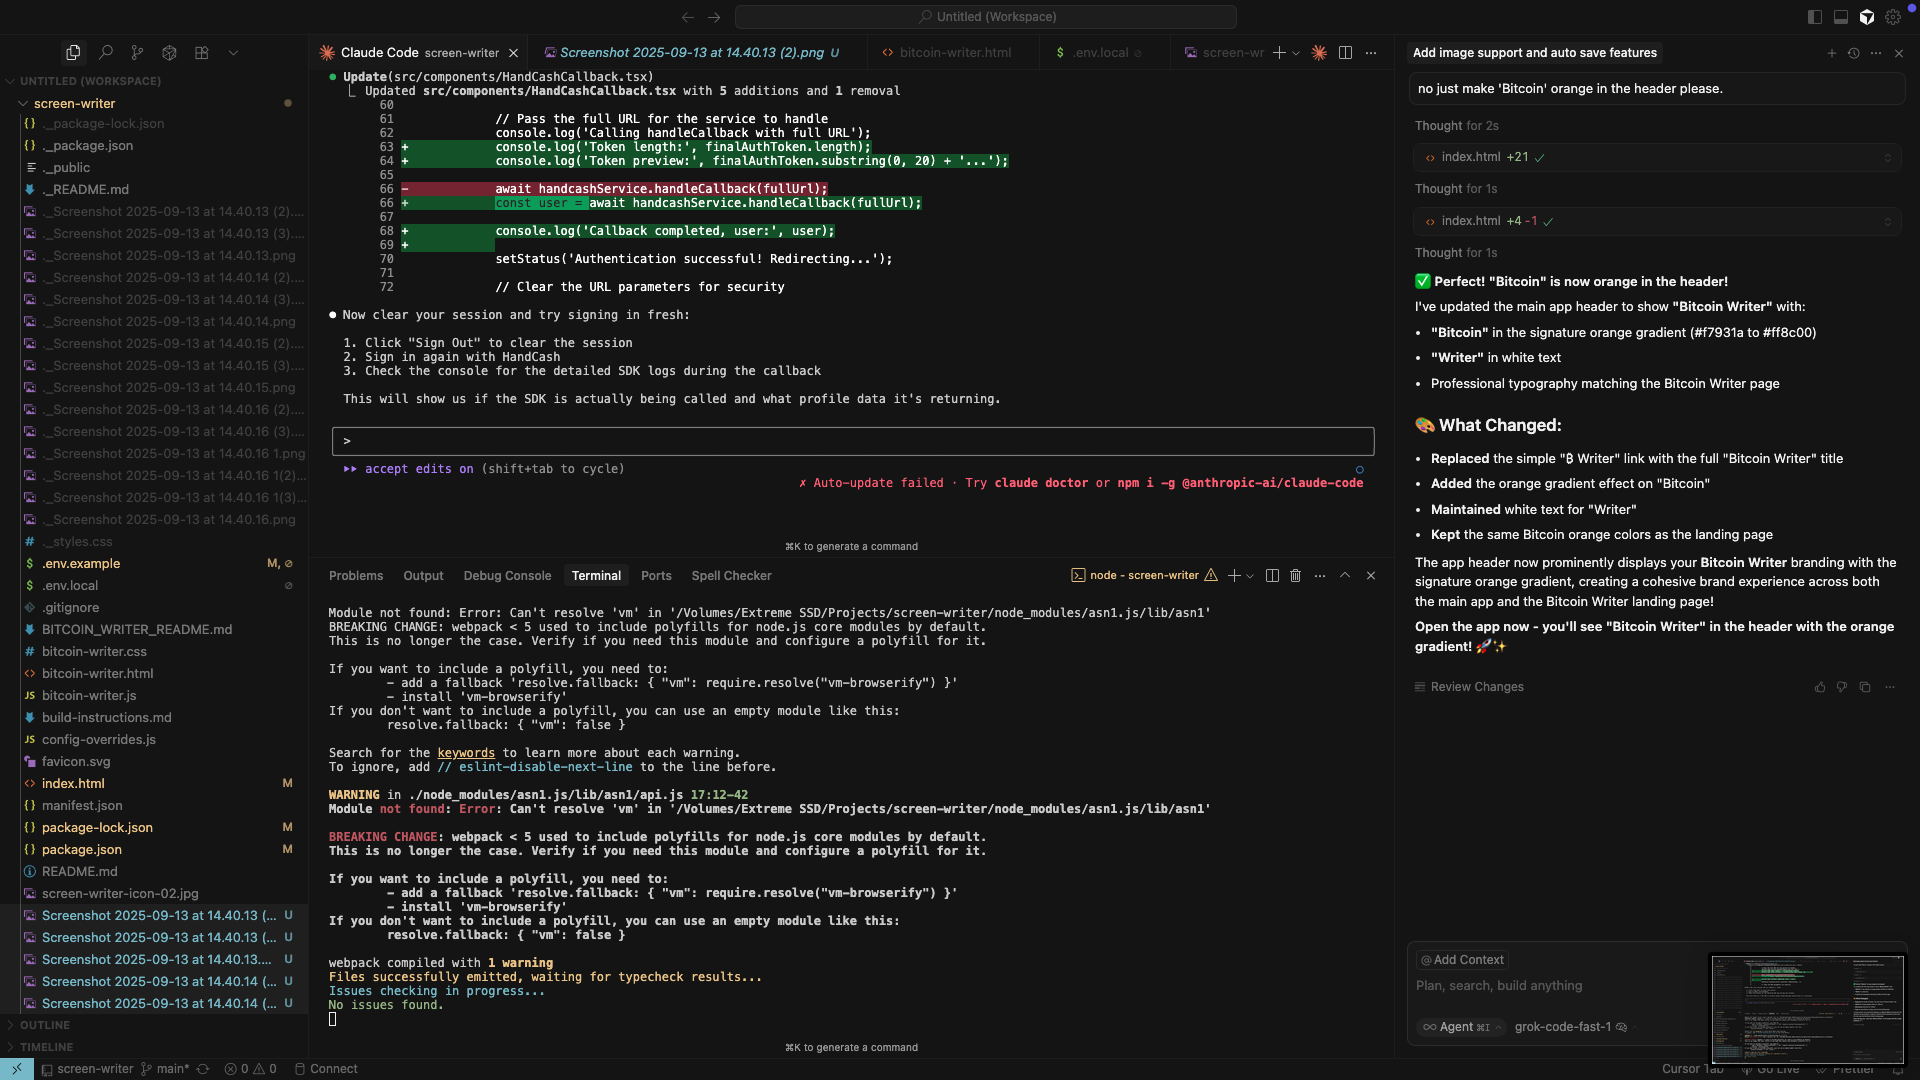 Untitled (Workspace)
Claude Code screen-writer
Screenshot 2025-09-13 at 14.40.13 (2).png U
bitcoin-writer.html
.env.local
screen-wr
UNTITLED (WORKSPACE)
screen-writer
._package-lock.json
._package.json
._public
._README.md
._Screenshot 2025-09-13 at 14.40.13 (2)....
._Screenshot 2025-09-13 at 14.40.13 (3)....
._Screenshot 2025-09-13 at 14.40.13.png
._Screenshot 2025-09-13 at 14.40.14 (2)....
._Screenshot 2025-09-13 at 14.40.14 (3)....
._Screenshot 2025-09-13 at 14.40.14.png
._Screenshot 2025-09-13 at 14.40.15 (2)....
._Screenshot 2025-09-13 at 14.40.15 (3)....
._Screenshot 2025-09-13 at 14.40.15.png
._Screenshot 2025-09-13 at 14.40.16 (2)....
._Screenshot 2025-09-13 at 14.40.16 (3)....
._Screenshot 2025-09-13 at 14.40.16 1.png
._Screenshot 2025-09-13 at 14.40.16 1(2)...
._Screenshot 2025-09-13 at 14.40.16 1(3)...
._Screenshot 2025-09-13 at 14.40.16.png
._styles.css
.env.example M,
.env.local
.gitignore
BITCOIN_WRITER_README.md
bitcoin-writer.css
bitcoin-writer.html
bitcoin-writer.js
build-instructions.md
config-overrides.js
favicon.svg
index.html M
manifest.json
package-lock.json M
package.json M
README.md
screen-writer-icon-02.jpg
Screenshot 2025-09-13 at 14.40.13 (... U
Screenshot 2025-09-13 at 14.40.13 (... U
Screenshot 2025-09-13 at 14.40.13.... U
Screenshot 2025-09-13 at 14.40.14 (... U
Screenshot 2025-09-13 at 14.40.14 (... U
OUTLINE
TIMELINE
Update(src/components/HandCashCallback.tsx)
Updated src/components/HandCashCallback.tsx with 5 additions and 1 removal
60
61 // Pass the full URL for the service to handle
62 console.log('Calling handleCallback with full URL');
63 + console.log('Token length:', finalAuthToken.length);
64 + console.log('Token preview:', finalAuthToken.substring(0, 20) + '...');
65
66 - await handcashService.handleCallback(fullUrl);
66 + const user = await handcashService.handleCallback(fullUrl);
67
68 + console.log('Callback completed, user:', user);
69 +
70 setStatus('Authentication successful! Redirecting...');
71
72 // Clear the URL parameters for security
Now clear your session and try signing in fresh:
1. Click "Sign Out" to clear the session
2. Sign in again with HandCash
3. Check the console for the detailed SDK logs during the callback
This will show us if the SDK is actually being called and what profile data it's returning.
>
accept edits on (shift+tab to cycle)
✗ Auto-update failed · Try claude doctor or npm i -g @anthropic-ai/claude-code
⌘K to generate a command
Problems Output Debug Console Terminal Ports Spell Checker
node - screen-writer
Module not found: Error: Can't resolve 'vm' in '/Volumes/Extreme SSD/Projects/screen-writer/node_modules/asn1.js/lib/asn1'
BREAKING CHANGE: webpack < 5 used to include polyfills for node.js core modules by default.
This is no longer the case. Verify if you need this module and configure a polyfill for it.
If you want to include a polyfill, you need to:
- add a fallback 'resolve.fallback: { "vm": require.resolve("vm-browserify") }'
- install 'vm-browserify'
If you don't want to include a polyfill, you can use an empty module like this:
resolve.fallback: { "vm": false }
Search for the keywords to learn more about each warning.
To ignore, add // eslint-disable-next-line to the line before.
WARNING in ./node_modules/asn1.js/lib/asn1/api.js 17:12-42
Module not found: Error: Can't resolve 'vm' in '/Volumes/Extreme SSD/Projects/screen-writer/node_modules/asn1.js/lib/asn1'
BREAKING CHANGE: webpack < 5 used to include polyfills for node.js core modules by default.
This is no longer the case. Verify if you need this module and configure a polyfill for it.
If you want to include a polyfill, you need to:
- add a fallback 'resolve.fallback: { "vm": require.resolve("vm-browserify") }'
- install 'vm-browserify'
If you don't want to include a polyfill, you can use an empty module like this:
resolve.fallback: { "vm": false }
webpack compiled with 1 warning
Files successfully emitted, waiting for typecheck results...
Issues checking in progress...
No issues found.
⌘K to generate a command
Add image support and auto save features
no just make 'Bitcoin' orange in the header please.
Thought for 2s
index.html +21 ✓
Thought for 1s
index.html +4 -1 ✓
Thought for 1s
✅ Perfect! "Bitcoin" is now orange in the header!
I've updated the main app header to show "Bitcoin Writer" with:
• "Bitcoin" in the signature orange gradient (#f7931a to #ff8c00)
• "Writer" in white text
• Professional typography matching the Bitcoin Writer page
🎨 What Changed:
• Replaced the simple "₿ Writer" link with the full "Bitcoin Writer" title
• Added the orange gradient effect on "Bitcoin"
• Maintained white text for "Writer"
• Kept the same Bitcoin orange colors as the landing page
The app header now prominently displays your Bitcoin Writer branding with the
signature orange gradient, creating a cohesive brand experience across both
the main app and the Bitcoin Writer landing page!
Open the app now - you'll see "Bitcoin Writer" in the header with the orange
gradient! 🚀✨
Review Changes
@ Add Context
Plan, search, build anything
∞ Agent ⌘I
grok-code-fast-1
screen-writer main* 0 0 Connect
Cursor Tab Go Live Prettier